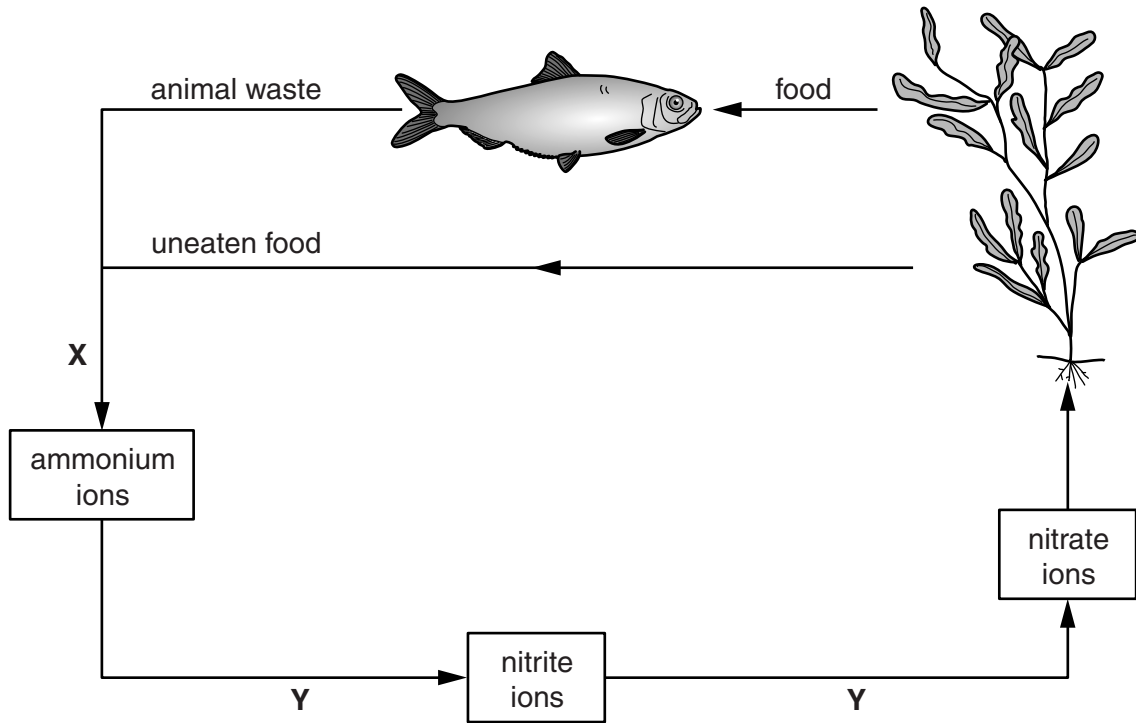 animal waste
food
uneaten food
X
ammonium
ions
nitrate
ions
nitrite
ions
Y
Y